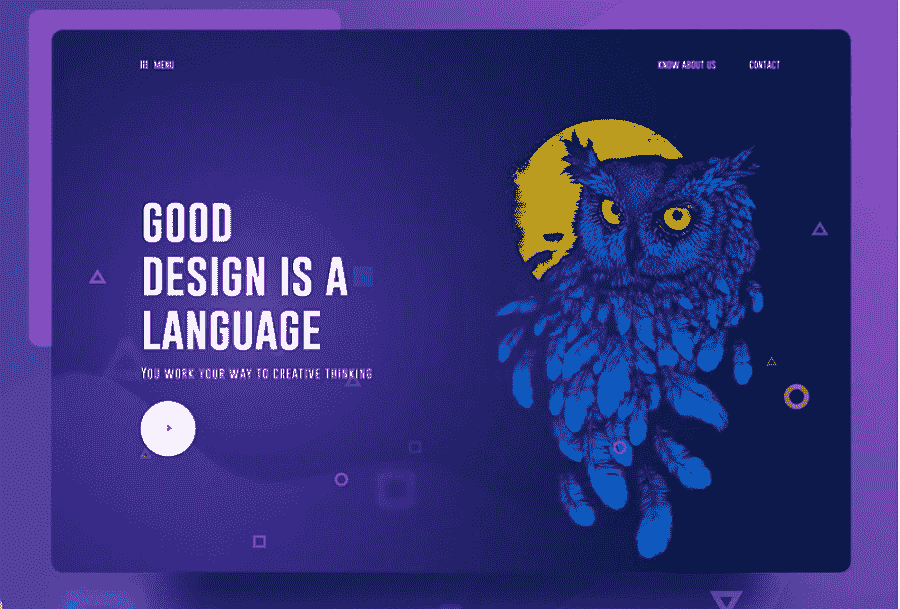 MENU
KNOW ABOUT US
CONTACT
GOOD
DESIGN IS A
LANGUAGE
YOU WORK YOUR WAY TO CREATIVE THINKING